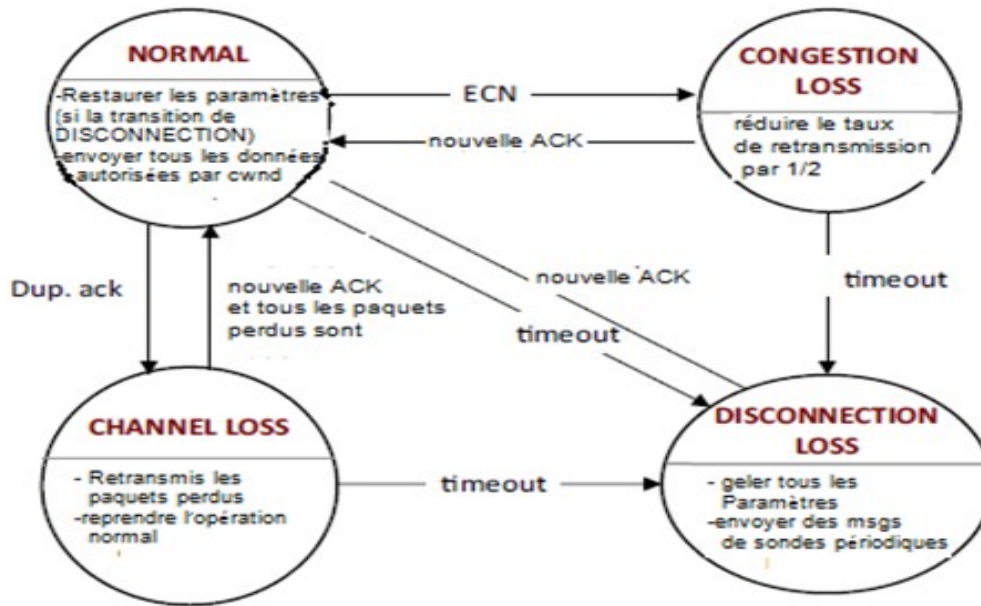 NORMAL
-Restaurer les paramètres
(si la transition de
DISCONNECTION)
-envoyer tous les données
autorisées par cwnd
ECN
nouvelle ACK
CONGESTION
LOSS
réduire le taux
de retransmission
par 1/2
Dup. ack
nouvelle ACK
et tous les paquets
perdus sont
nouvelle ACK
timeout
timeout
CHANNEL LOSS
- Retransmis les
paquets perdus
-reprendre l'opération
normal
timeout
DISCONNECTION
LOSS
- geler tous les
Paramètres
-envoyer des msgs
de sondes périodiques